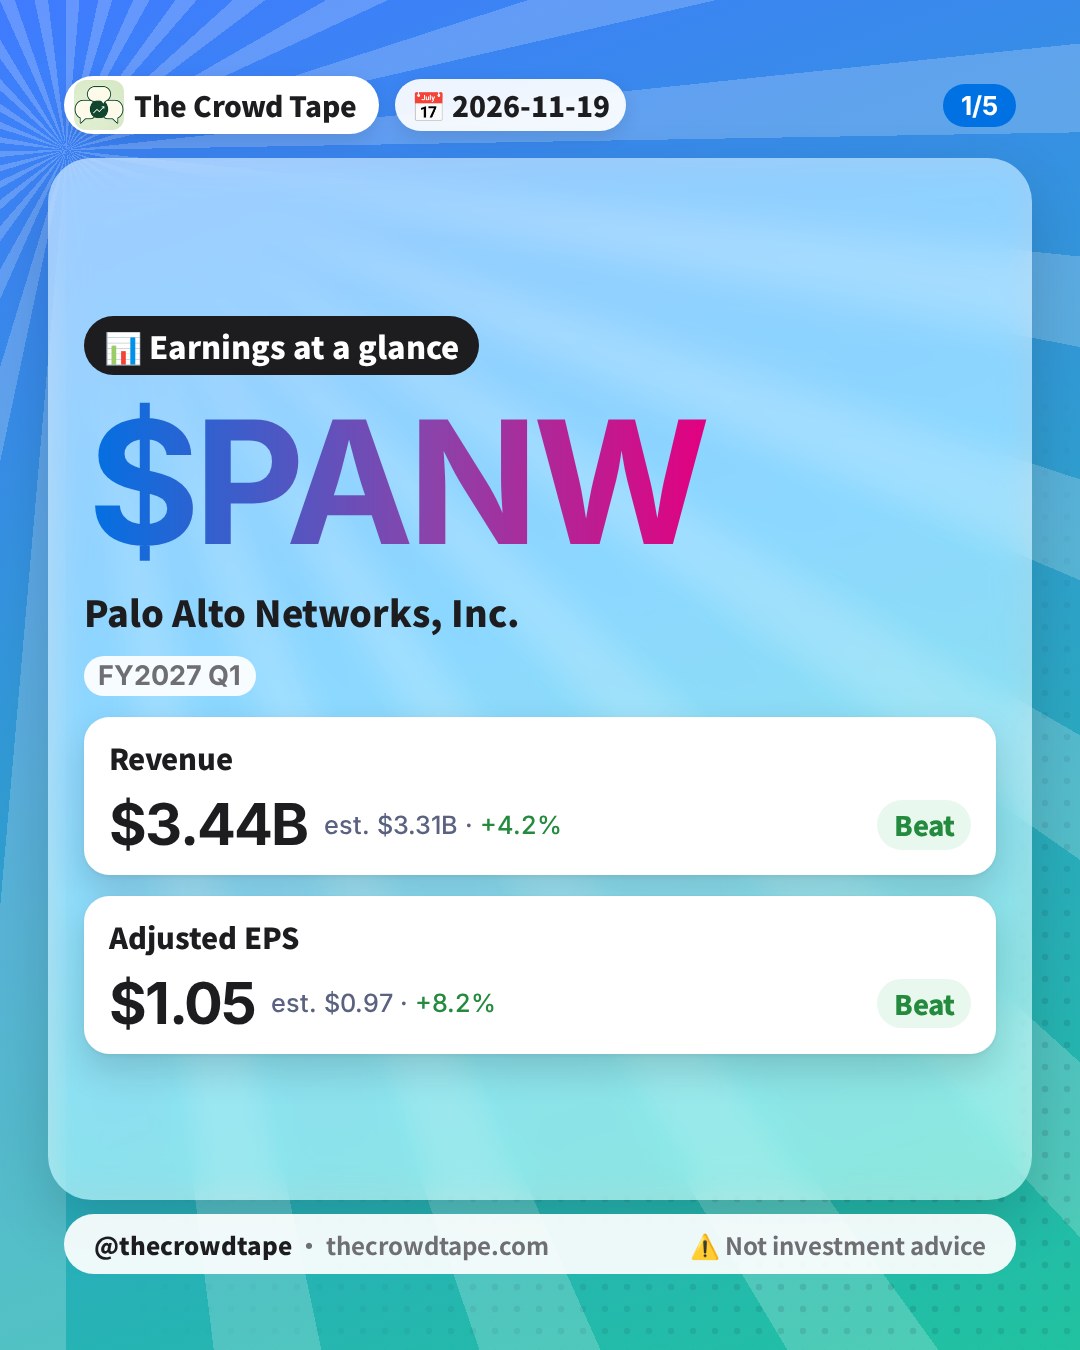 The Crowd Tape
📅 2026-11-19
1/5
📊 Earnings at a glance
$PANW
Palo Alto Networks, Inc.
FY2027 Q1
Revenue
$3.44B est. $3.31B · +4.2%
Beat
Adjusted EPS
$1.05 est. $0.97 · +8.2%
Beat
@thecrowdtape • thecrowdtape.com
⚠️ Not investment advice